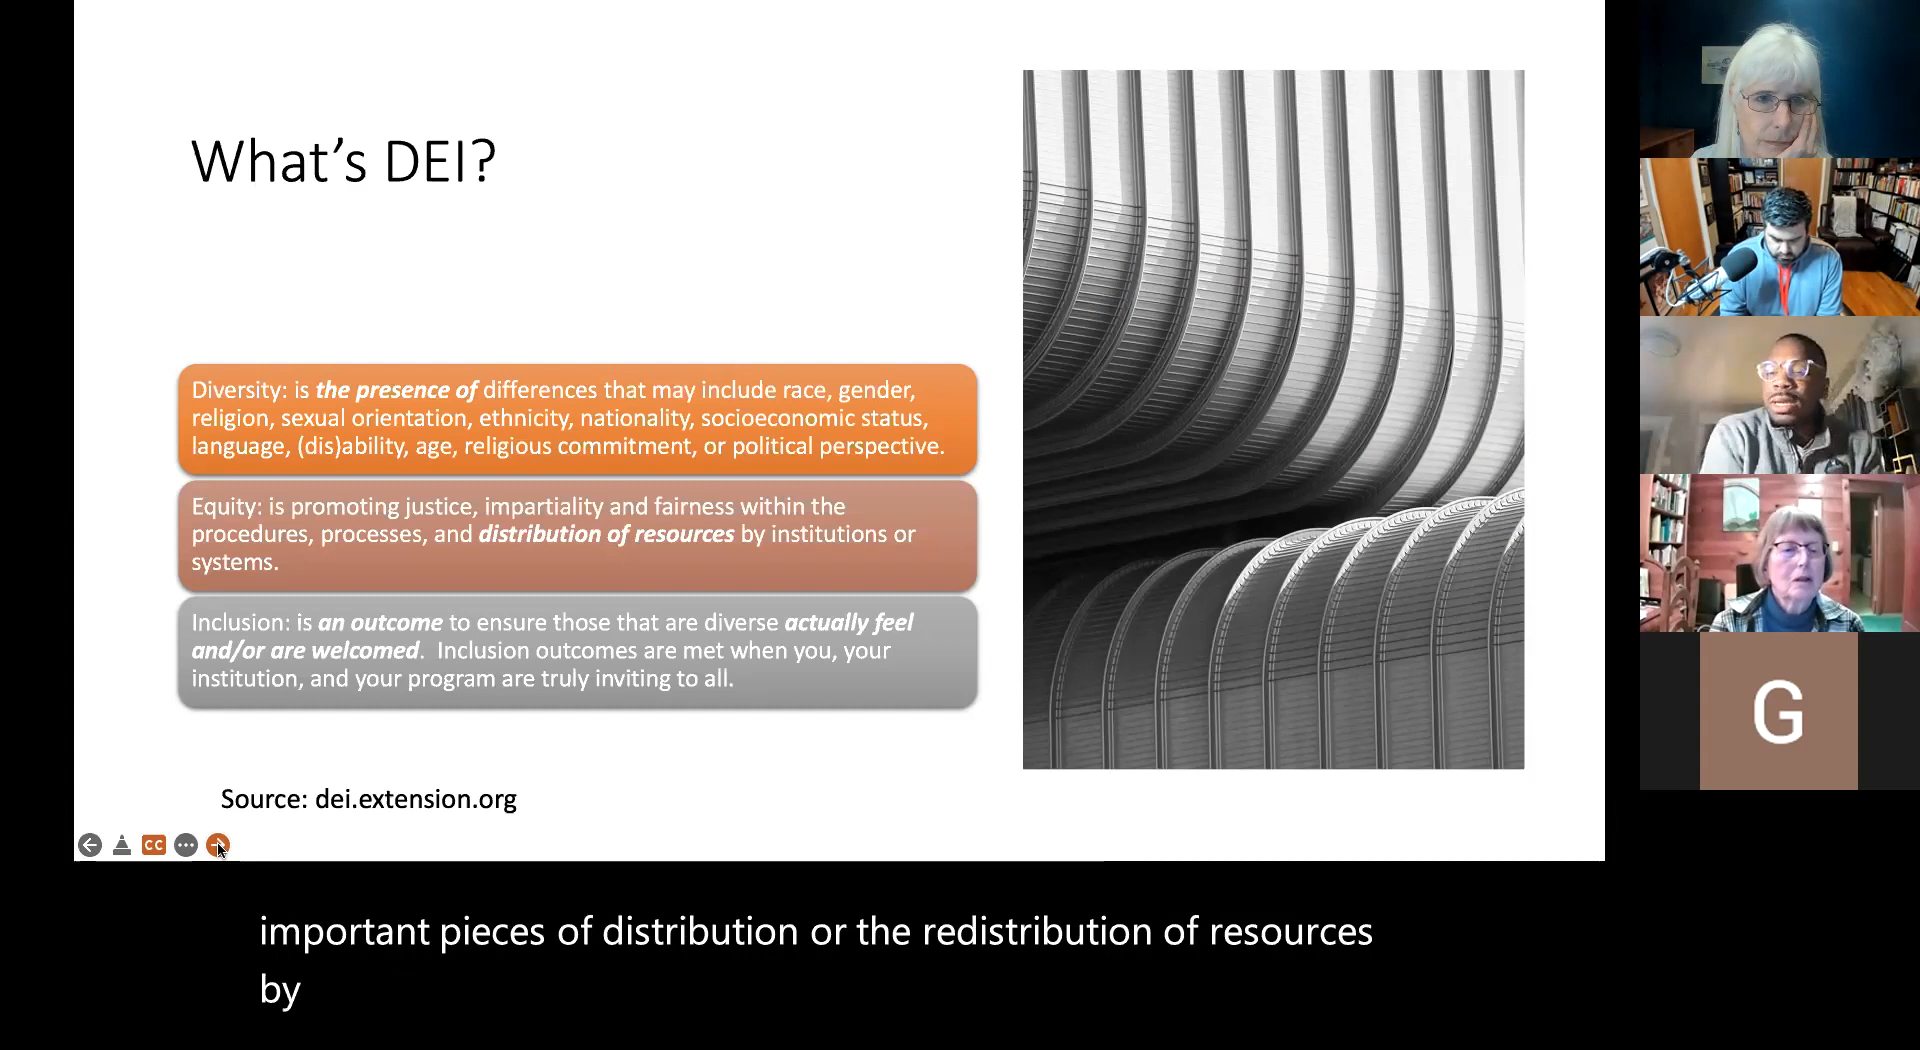 What's DEI?
Diversity: is the presence of differences that may include race, gender,
religion, sexual orientation, ethnicity, nationality, socioeconomic status,
language, (dis)ability, age, religious commitment, or political perspective.
Equity: is promoting justice, impartiality and fairness within the
procedures, processes, and distribution of resources by institutions or
systems.
Inclusion: is an outcome to ensure those that are diverse actually feel
and/or are welcomed.  Inclusion outcomes are met when you, your
institution, and your program are truly inviting to all.
Source: dei.extension.org
CC
important pieces of distribution or the redistribution of resources
by
G